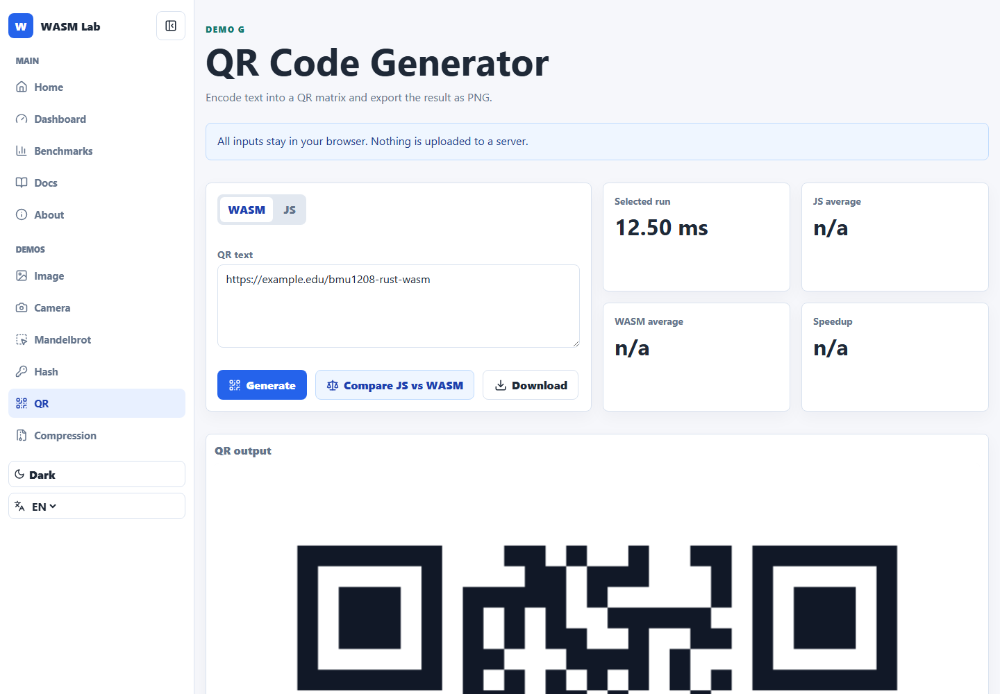 W WASM Lab
MAIN
Home
Dashboard
Benchmarks
Docs
About
DEMOS
Image
Camera
Mandelbrot
Hash
QR
Compression
Dark
EN
DEMO G
QR Code Generator
Encode text into a QR matrix and export the result as PNG.
All inputs stay in your browser. Nothing is uploaded to a server.
WASM JS
QR text
https://example.edu/bmu1208-rust-wasm
Generate
Compare JS vs WASM
Download
Selected run
12.50 ms
JS average
n/a
WASM average
n/a
Speedup
n/a
QR output